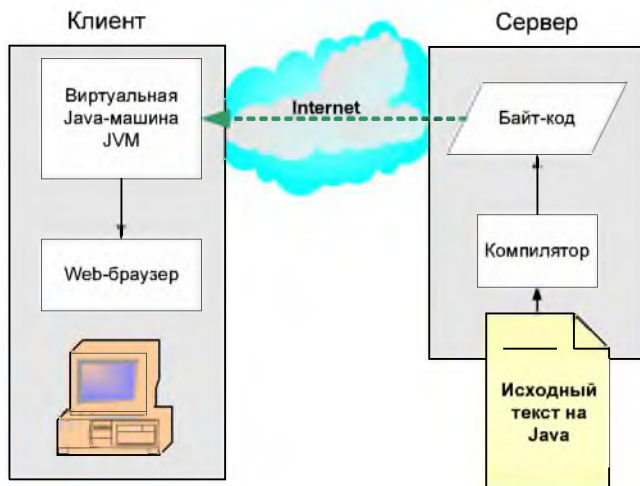 Клиент
Сервер
Виртуальная
Java-машина
JVM
Internet
Байт-код
Web-браузер
Компилятор
Исходный
текст на
Java